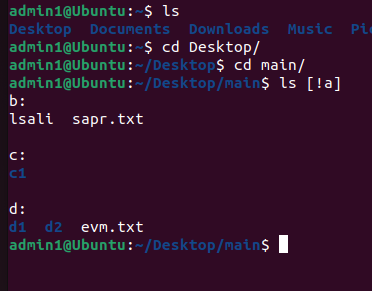 admin1@Ubuntu:~$ ls
Desktop Documents Downloads Music
admin1@Ubuntu:~$ cd Desktop/
admin1@Ubuntu:~/Desktop$ cd main/
admin1@Ubuntu:~/Desktop/main$ ls [!a]
b:
lsali sapr.txt
c:
c1
d:
d1 d2 evm.txt
admin1@Ubuntu:~/Desktop/main$